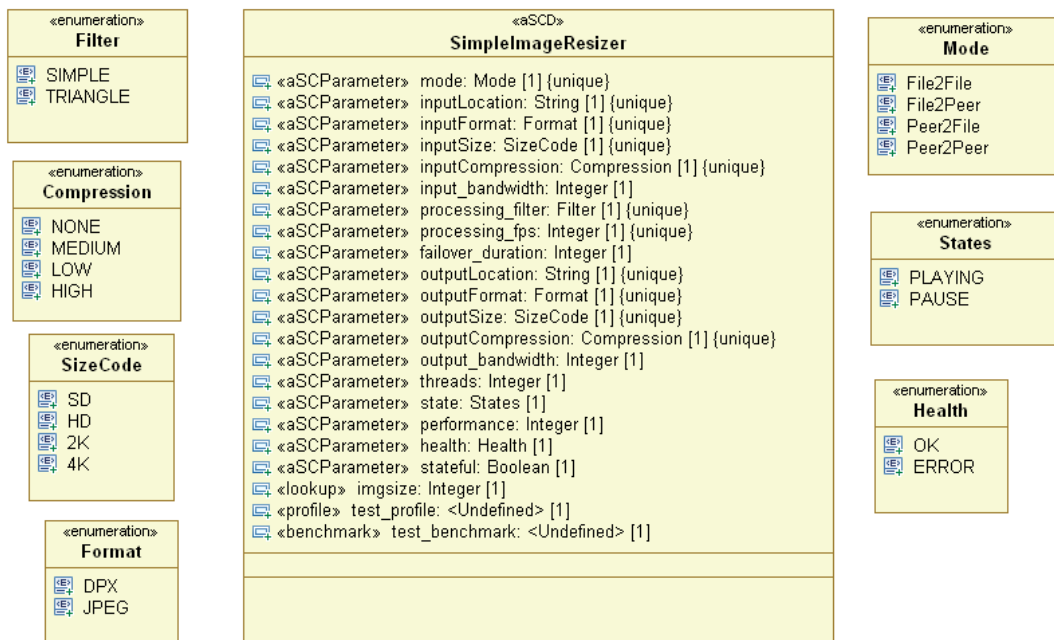 «enumeration»
Filter
SIMPLE
TRIANGLE
«enumeration»
Compression
NONE
MEDIUM
LOW
HIGH
«enumeration»
SizeCode
SD
HD
2K
4K
«enumeration»
Format
DPX
JPEG
«aSCD»
SimpleImageResizer
«aSCParameter» mode: Mode [1] {unique}
«aSCParameter» inputLocation: String [1] {unique}
«aSCParameter» inputFormat: Format [1] {unique}
«aSCParameter» inputSize: SizeCode [1] {unique}
«aSCParameter» inputCompression: Compression [1] {unique}
«aSCParameter» input_bandwidth: Integer [1]
«aSCParameter» processing_filter: Filter [1] {unique}
«aSCParameter» processing_fps: Integer [1] {unique}
«aSCParameter» failover_duration: Integer [1]
«aSCParameter» outputLocation: String [1] {unique}
«aSCParameter» outputFormat: Format [1] {unique}
«aSCParameter» outputSize: SizeCode [1] {unique}
«aSCParameter» outputCompression: Compression [1] {unique}
«aSCParameter» output_bandwidth: Integer [1]
«aSCParameter» threads: Integer [1]
«aSCParameter» state: States [1]
«aSCParameter» performance: Integer [1]
«aSCParameter» health: Health [1]
«aSCParameter» stateful: Boolean [1]
«lookup» imgsize: Integer [1]
«profile» test_profile: <Undefined> [1]
«benchmark» test_benchmark: <Undefined> [1]
«enumeration»
Mode
File2File
File2Peer
Peer2File
Peer2Peer
«enumeration»
States
PLAYING
PAUSE
«enumeration»
Health
OK
ERROR